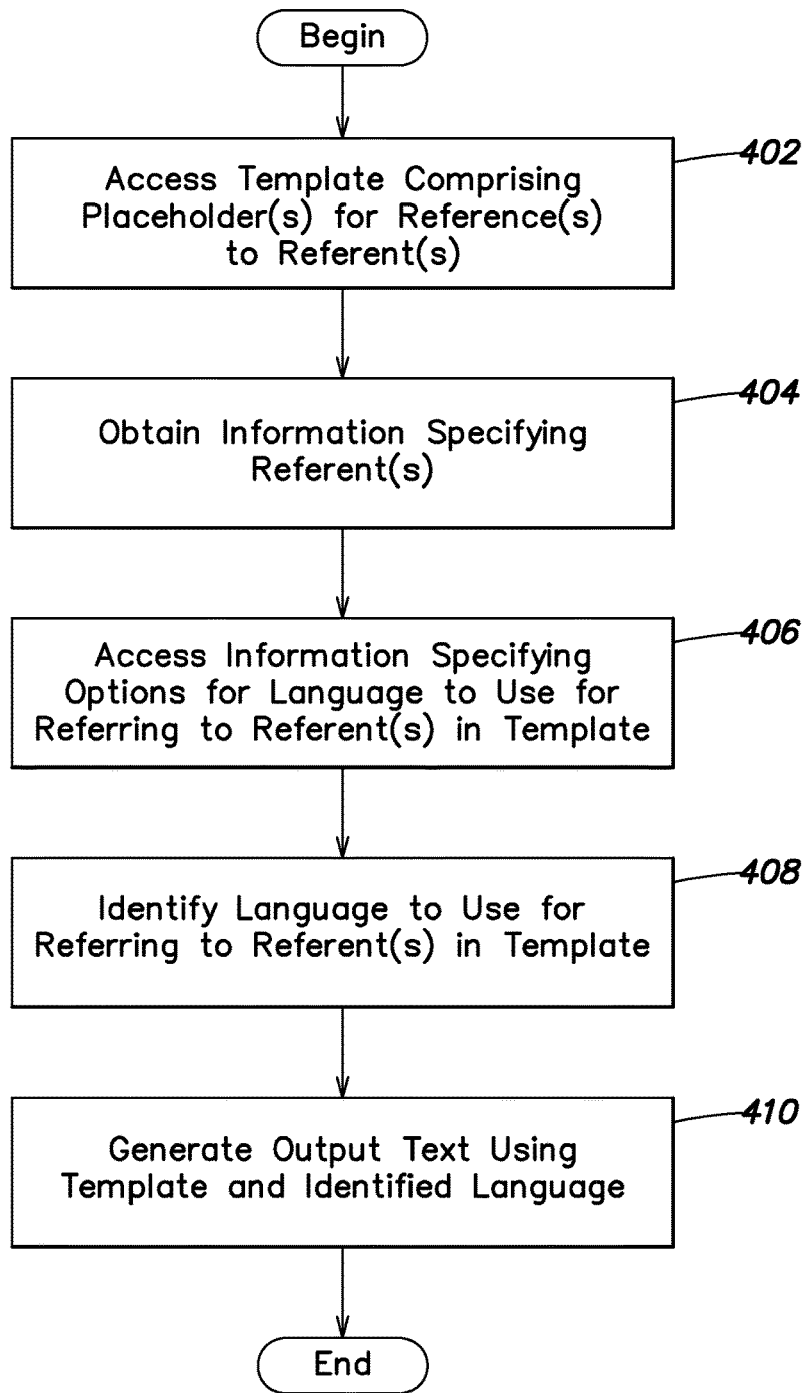 Begin
402
Access Template Comprising
Placeholder(s) for Reference(s)
to Referent(s)
404
Obtain Information Specifying
Referent(s)
406
Access Information Specifying
Options for Language to Use for
Referring to Referent(s) in Template
408
Identify Language to Use for
Referring to Referent(s) in Template
410
Generate Output Text Using
Template and Identified Language
End